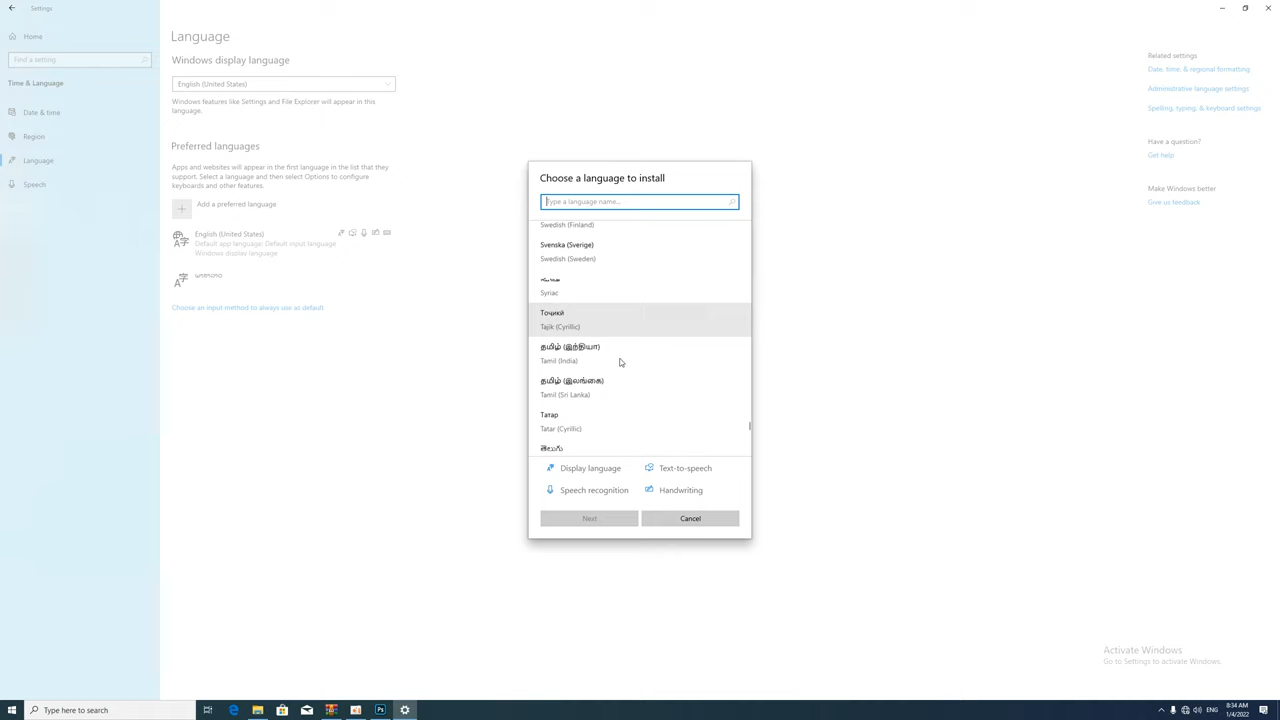 Settings
Home
Find a setting
Time & Language
Date & time
Region
Language
Speech
Language
Windows display language
English (United States)
Windows features like Settings and File Explorer will appear in this
language.
Preferred languages
Apps and websites will appear in the first language in the list that they
support. Select a language and then select Options to configure
keyboards and other features.
Add a preferred language
English (United States)
Default app language; Default input language
Windows display language
Choose an input method to always use as default
Related settings
Date, time, & regional formatting
Administrative language settings
Spelling, typing, & keyboard settings
Have a question?
Get help
Make Windows better
Give us feedback
Choose a language to install
Type a language name...
Swedish (Finland)
Svenska (Sverige)
Swedish (Sweden)
Syriac
Тоҷикӣ
Tajik (Cyrillic)
தமிழ் (இந்தியா)
Tamil (India)
தமிழ் (இலங்கை)
Tamil (Sri Lanka)
Татар
Tatar (Cyrillic)
తెలుగు
Display language
Text-to-speech
Speech recognition
Handwriting
Next
Cancel
Activate Windows
Go to Settings to activate Windows.
Type here to search
Ps
ENG
8:34 AM
1/4/2022